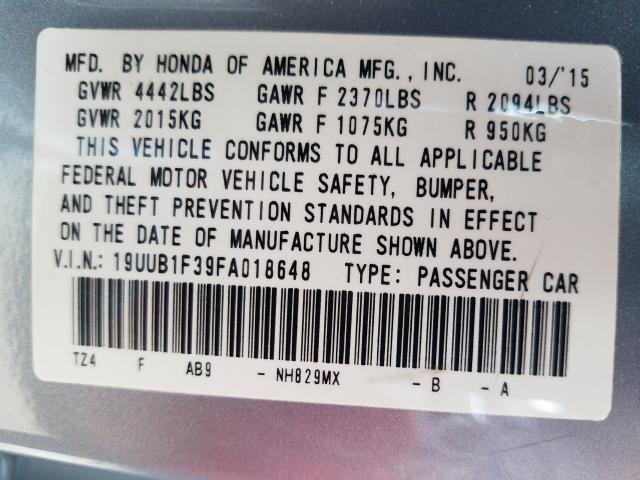 MFD. BY HONDA OF AMERICA MFG., INC. 03/'15
GVWR 4442LBS GAWR F 2370LBS R 2094LBS
GVWR 2015KG GAWR F 1075KG R 950KG
THIS VEHICLE CONFORMS TO ALL APPLICABLE
FEDERAL MOTOR VEHICLE SAFETY, BUMPER,
AND THEFT PREVENTION STANDARDS IN EFFECT
ON THE DATE OF MANUFACTURE SHOWN ABOVE.
V.I.N.: 19UUB1F39FA018648 TYPE: PASSENGER CAR
TZ4 F AB9 - NH829MX - B - A